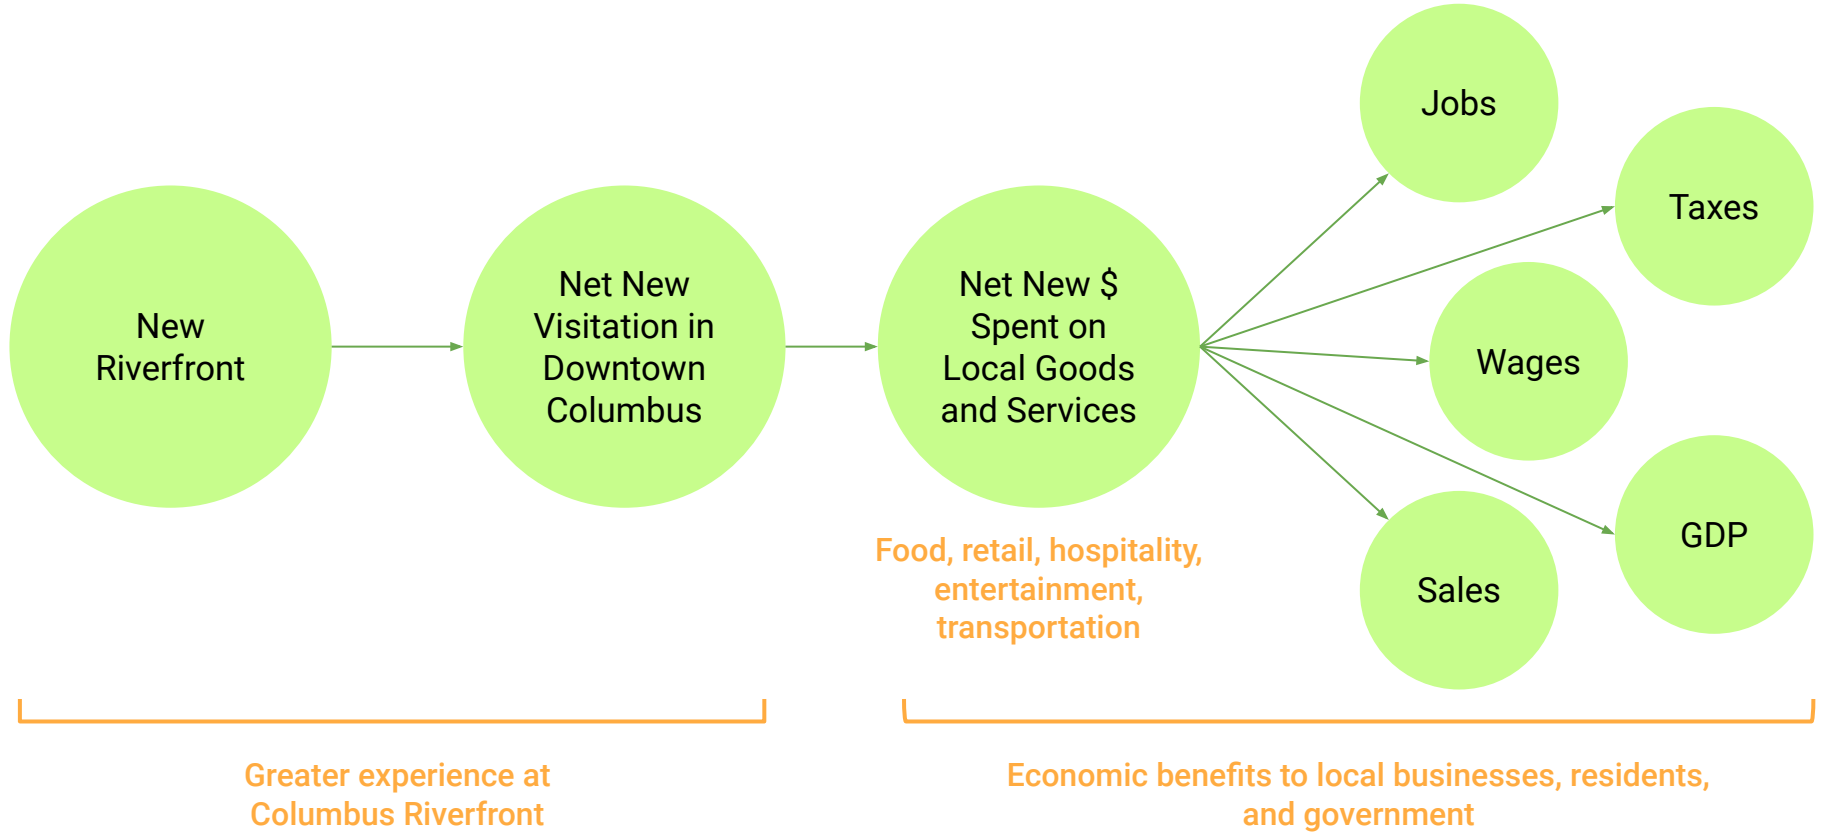 New
Riverfront
Net New
Visitation in
Downtown
Columbus
Net New $
Spent on
Local Goods
and Services
Jobs
Taxes
Wages
GDP
Sales
Food, retail, hospitality,
entertainment,
transportation
Greater experience at
Columbus Riverfront
Economic benefits to local businesses, residents,
and government